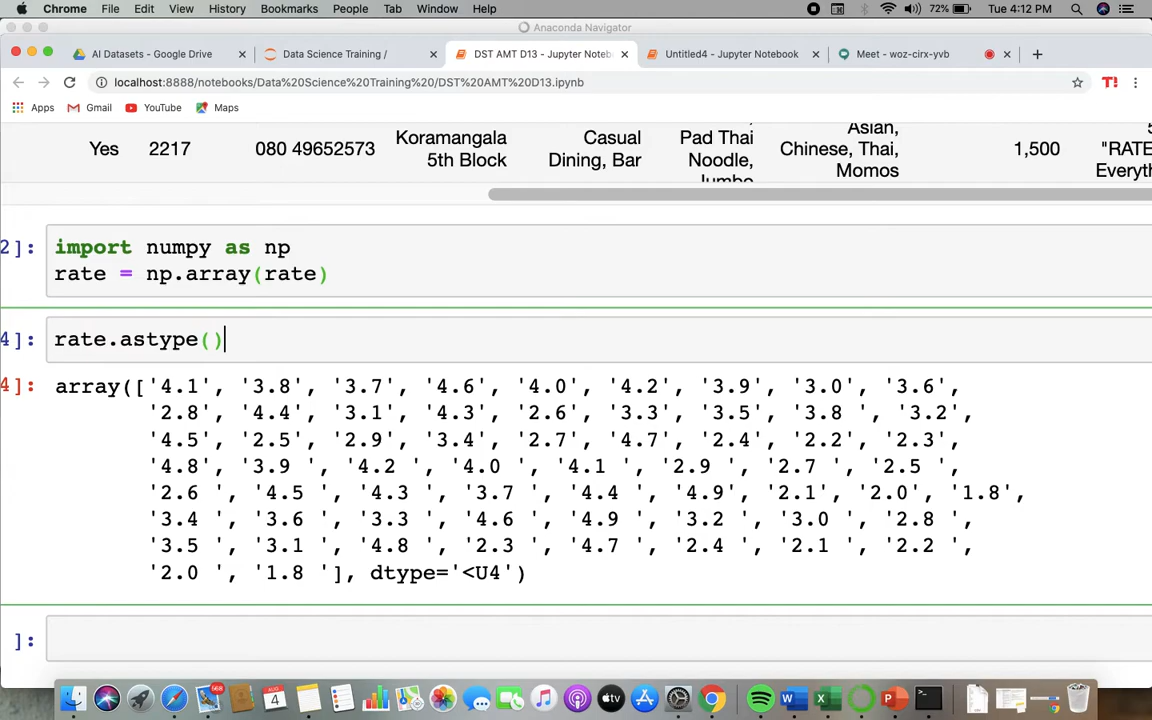 Chrome File Edit View History Bookmarks People Tab Window Help 72% Tue 4:12 PM
Anaconda Navigator
AI Datasets - Google Drive × Data Science Training / × DST AMT D13 - Jupyter Noteb × Untitled4 - Jupyter Notebook × Meet - woz-cirx-yvb ×
localhost:8888/notebooks/Data%20Science%20Training%20/DST%20AMT%20D13.ipynb
Apps Gmail YouTube Maps
Yes 2217 080 49652573 Koramangala 5th Block Casual Dining, Bar Pad Thai Noodle, Asian, Chinese, Thai, Momos 1,500 "RATE
2]: import numpy as np
rate = np.array(rate)
4]: rate.astype()
4]: array(['4.1', '3.8', '3.7', '4.6', '4.0', '4.2', '3.9', '3.0', '3.6',
'2.8', '4.4', '3.1', '4.3', '2.6', '3.3', '3.5', '3.8 ', '3.2',
'4.5', '2.5', '2.9', '3.4', '2.7', '4.7', '2.4', '2.2', '2.3',
'4.8', '3.9 ', '4.2 ', '4.0 ', '4.1 ', '2.9 ', '2.7 ', '2.5 ',
'2.6 ', '4.5 ', '4.3 ', '3.7 ', '4.4 ', '4.9', '2.1', '2.0', '1.8',
'3.4 ', '3.6 ', '3.3 ', '4.6 ', '4.9 ', '3.2 ', '3.0 ', '2.8 ',
'3.5 ', '3.1 ', '4.8 ', '2.3 ', '4.7 ', '2.4 ', '2.1 ', '2.2 ',
'2.0 ', '1.8 '], dtype='<U4')
]: